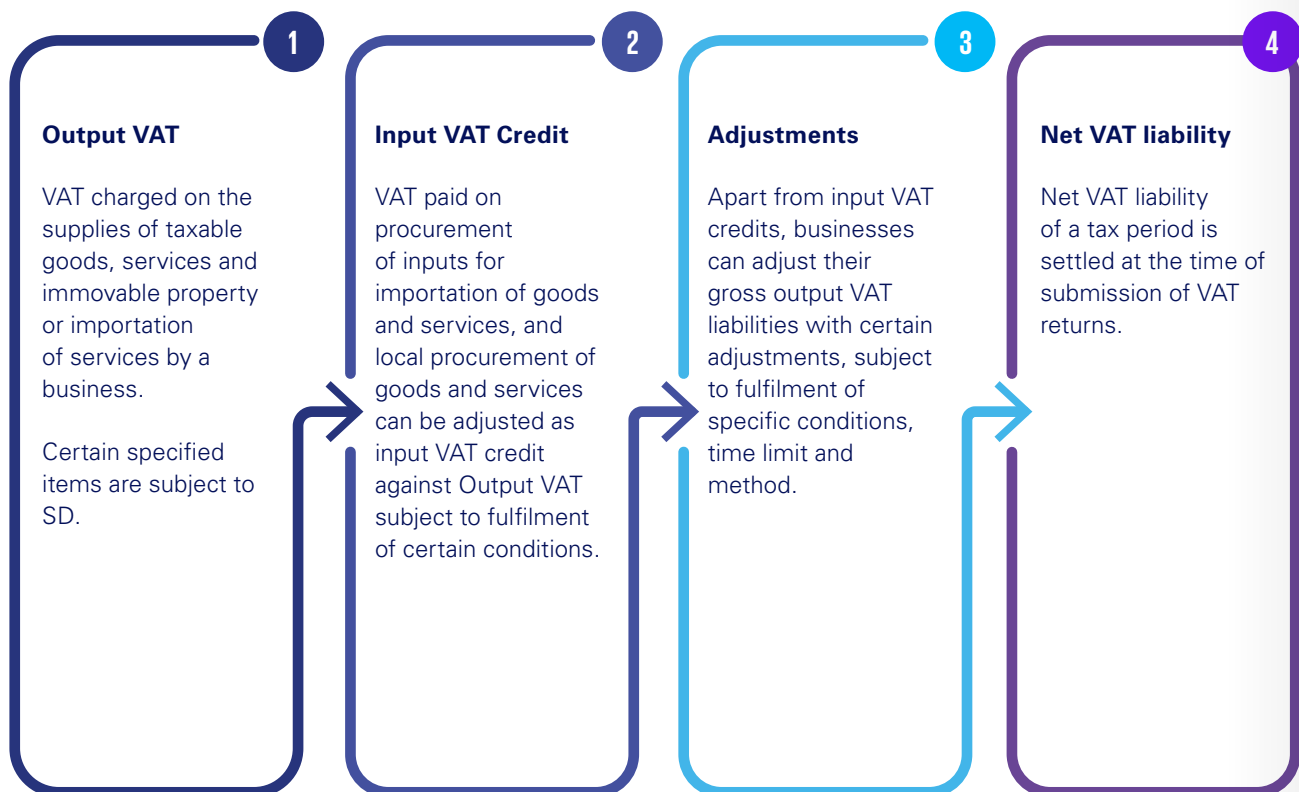 1
Output VAT
VAT charged on the
supplies of taxable
goods, services and
immovable property
or importation
of services by a
business.
Certain specified
items are subject to
SD.
2
Input VAT Credit
VAT paid on
procurement
of inputs for
importation of goods
and services, and
local procurement of
goods and services
can be adjusted as
input VAT credit
against Output VAT
subject to fulfilment
of certain conditions.
3
Adjustments
Apart from input VAT
credits, businesses
can adjust their
gross output VAT
liabilities with certain
adjustments, subject
to fulfilment of
specific conditions,
time limit and
method.
4
Net VAT liability
Net VAT liability
of a tax period is
settled at the time of
submission of VAT
returns.